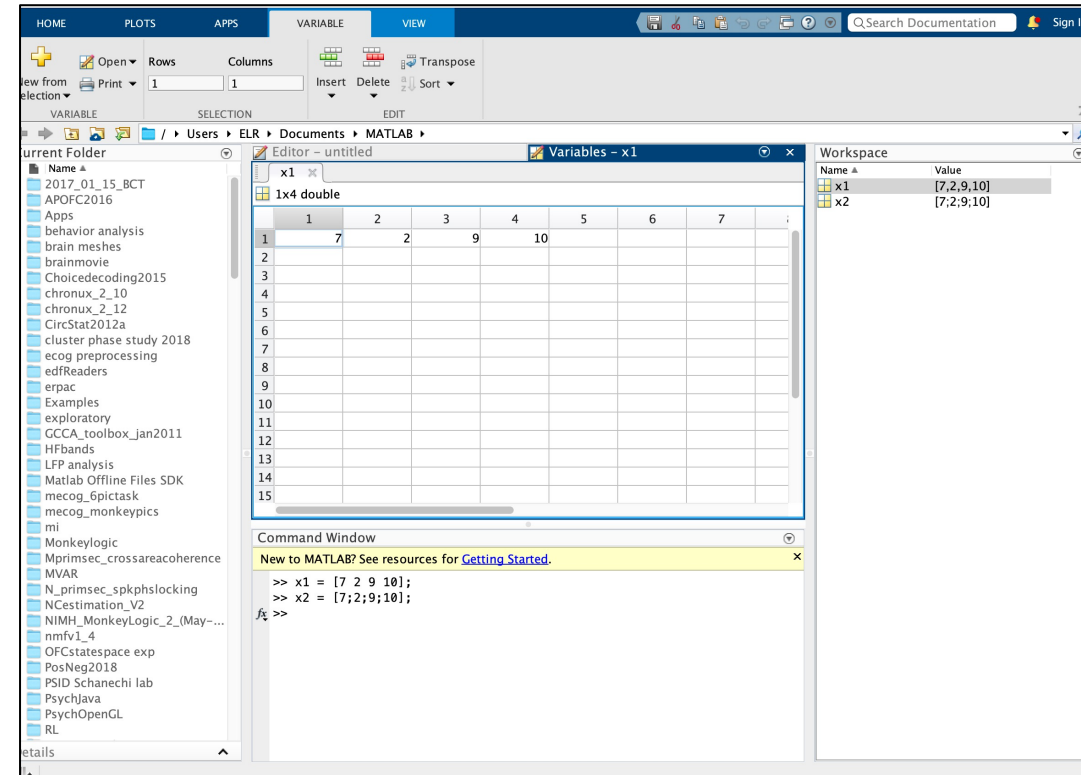 HOME PLOTS APPS VARIABLE VIEW Search Documentation Sign I
Open Rows Columns Transpose
New from Print 1 1 Insert Delete Sort
election
VARIABLE SELECTION EDIT
/ Users ELR Documents MATLAB
Current Folder
Name
2017_01_15_BCT
APOFC2016
Apps
behavior analysis
brain meshes
brainmovie
Choicedecoding2015
chronux_2_10
chronux_2_12
CircStat2012a
cluster phase study 2018
ecog preprocessing
edfReaders
erpac
Examples
exploratory
GCCA_toolbox_jan2011
HFbands
LFP analysis
Matlab Offline Files SDK
mecog_6pictask
mecog_monkeypics
mi
Monkeylogic
Mprimsec_crossareacoherence
MVAR
N_primsec_spkphslocking
NCestimation_V2
NIMH_MonkeyLogic_2_(May-...
nmfv1_4
OFCstatespace exp
PosNeg2018
PSID Schanechi lab
PsychJava
PsychOpenGL
RL
etails
Editor - untitled Variables - x1
x1
1x4 double
1 2 3 4 5 6 7
1 7 2 9 10
2
3
4
5
6
7
8
9
10
11
12
13
14
15
Command Window
New to MATLAB? See resources for Getting Started.
>> x1 = [7 2 9 10];
>> x2 = [7;2;9;10];
fx >>
Workspace
Name Value
x1 [7,2,9,10]
x2 [7;2;9;10]